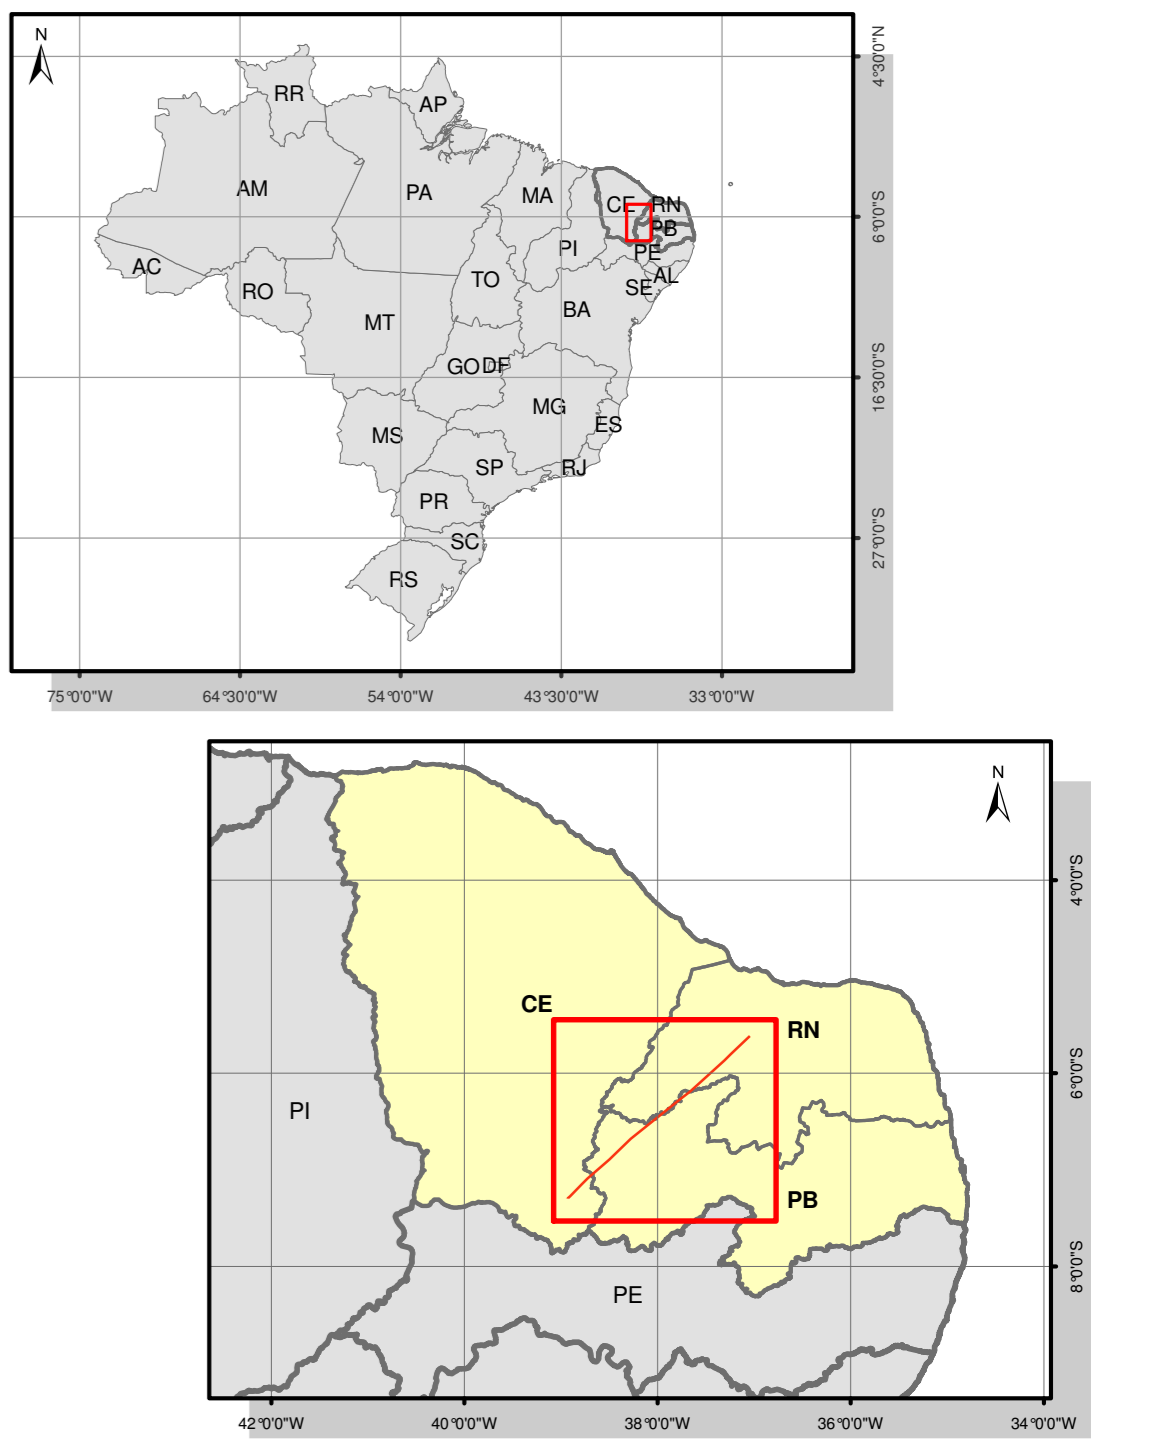 N
4°30'0"N
RR
AP
AM
PA
MA
CE
RN
6°0'0"S
PB
PI
PE
AC
TO
AL
RO
SE
BA
MT
GO
DF
16°30'0"S
MG
MS
ES
SP
RJ
PR
SC
27°0'0"S
RS
75°0'0"W 64°30'0"W 54°0'0"W 43°30'0"W 33°0'0"W
N
4°0'0"S
CE
RN
6°0'0"S
PI
PB
8°0'0"S
PE
42°0'0"W 40°0'0"W 38°0'0"W 36°0'0"W 34°0'0"W